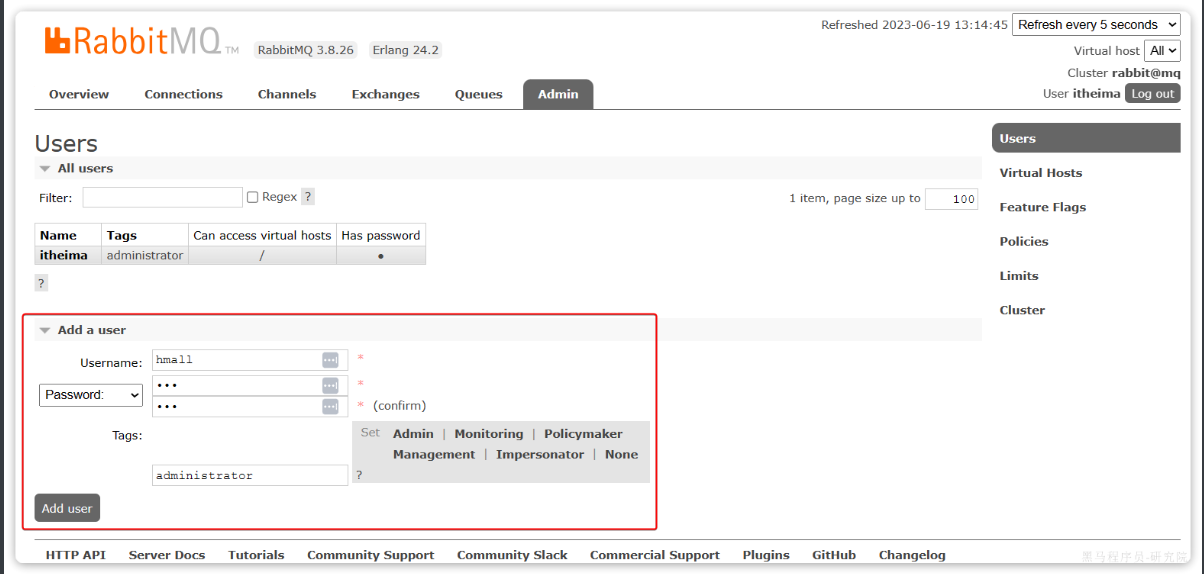 Refreshed 2023-06-19 13:14:45 Refresh every 5 seconds
RabbitMQ TM RabbitMQ 3.8.26 Erlang 24.2
Virtual host All
Cluster rabbit@mq
User itheima Log out
Overview Connections Channels Exchanges Queues Admin
Users
All users
Filter: Regex ? 1 item, page size up to 100
Name Tags Can access virtual hosts Has password
itheima administrator / ●
?
Add a user
Username: hmall *
Password: ••• *
••• * (confirm)
Tags: Set Admin | Monitoring | Policymaker
Management | Impersonator | None
administrator ?
Add user
Users
Virtual Hosts
Feature Flags
Policies
Limits
Cluster
HTTP API Server Docs Tutorials Community Support Community Slack Commercial Support Plugins GitHub Changelog
黑马程序员-研究院